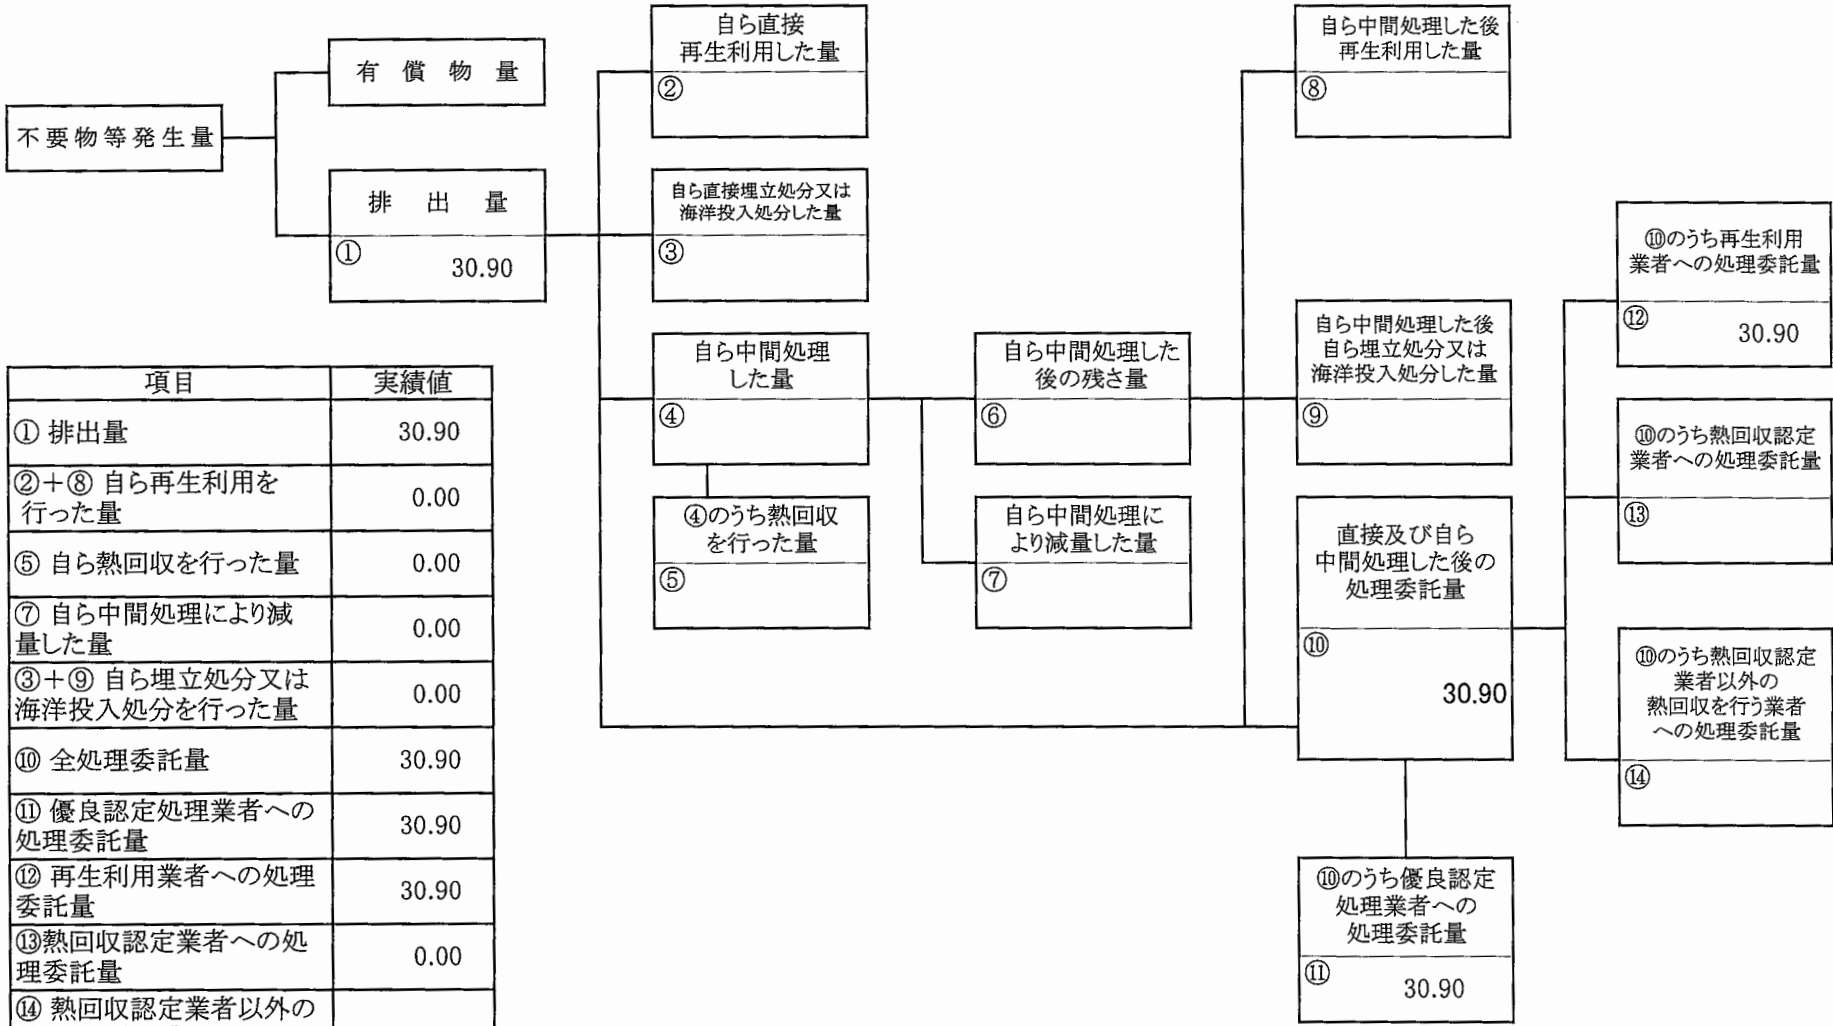 不要物等発生量
有償物量
排出量
①
30.90
自ら直接
再生利用した量
②
自ら直接埋立処分又は
海洋投入処分した量
③
自ら中間処理
した量
④
④のうち熱回収
を行った量
⑤
自ら中間処理した
後の残さ量
⑥
自ら中間処理に
より減量した量
⑦
自ら中間処理した後
再生利用した量
⑧
自ら中間処理した後
自ら埋立処分又は
海洋投入処分した量
⑨
直接及び自ら
中間処理した後の
処理委託量
⑩
30.90
⑩のうち優良認定
処理業者への
処理委託量
⑪
30.90
⑩のうち再生利用
業者への処理委託量
⑫
30.90
⑩のうち熱回収認定
業者への処理委託量
⑬
⑩のうち熱回収認定
業者以外の
熱回収を行う業者
への処理委託量
⑭
項目 実績値
① 排出量 30.90
②+⑧ 自ら再生利用を
行った量 0.00
⑤ 自ら熱回収を行った量 0.00
⑦ 自ら中間処理により減
量した量 0.00
③+⑨ 自ら埋立処分又は
海洋投入処分を行った量 0.00
⑩ 全処理委託量 30.90
⑪ 優良認定処理業者への
処理委託量 30.90
⑫ 再生利用業者への処理
委託量 30.90
⑬熱回収認定業者への処
理委託量 0.00
⑭ 熱回収認定業者以外の